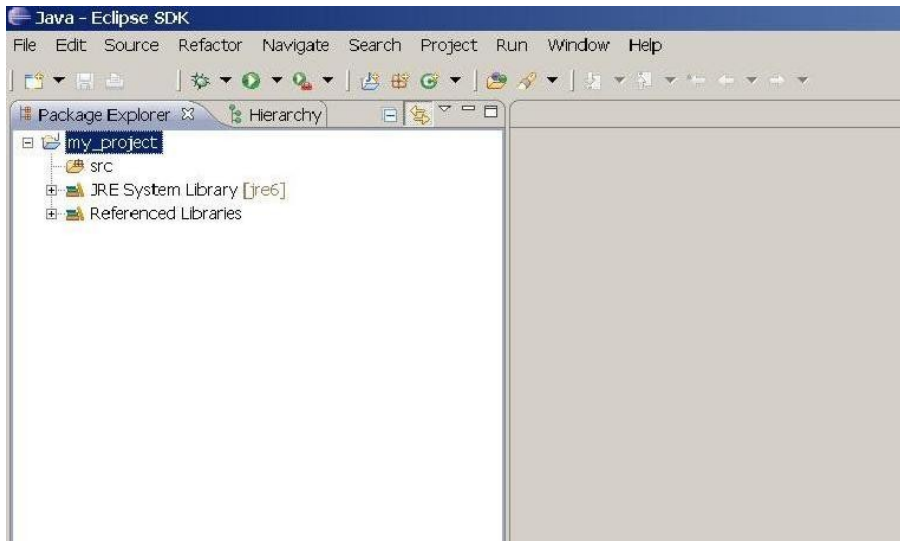 Java - Eclipse SDK
File Edit Source Refactor Navigate Search Project Run Window Help
Package Explorer Hierarchy
my_project
src
JRE System Library [jre6]
Referenced Libraries